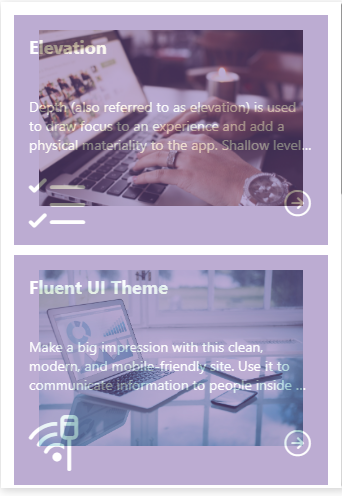 Elevation
Depth (also referred to as elevation) is used
to draw focus to an experience and add a
physical materiality to the app. Shallow level...
Fluent UI Theme
Make a big impression with this clean,
modern, and mobile-friendly site. Use it to
communicate information to people inside ...